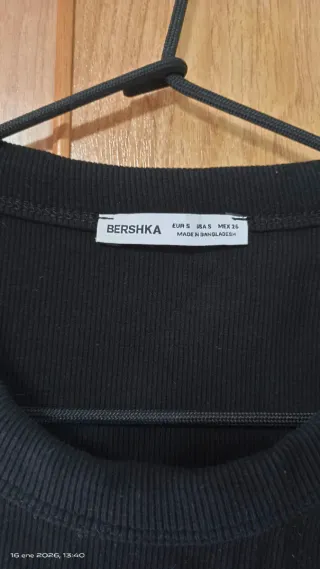 BERSHKA
EUR S USA S MEX 26
MADE IN BANGLADESH
16 ene 2026, 13:40